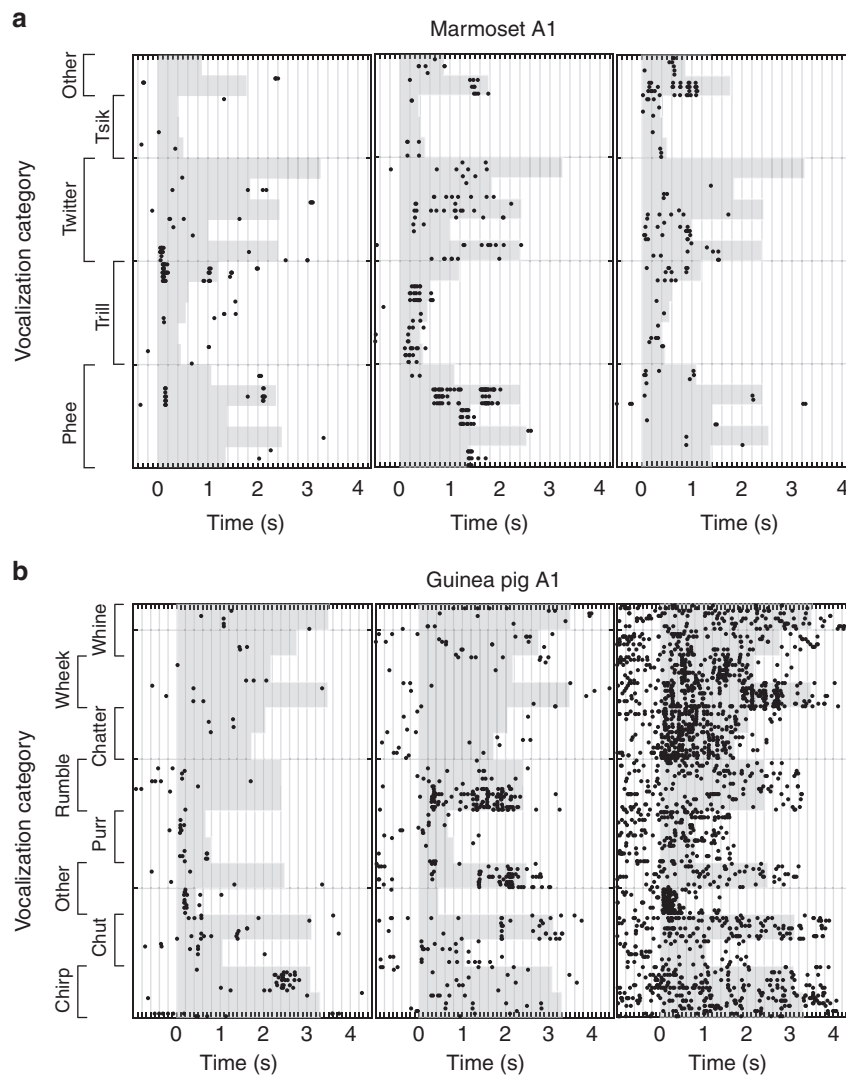 a
Marmoset A1
Vocalization category
Other
Tsik
Twitter
Trill
Phee
0 1 2 3 4
0 1 2 3 4
0 1 2 3 4
Time (s)
Time (s)
Time (s)
b
Guinea pig A1
Vocalization category
Whine
Wheek
Chatter
Rumble
Purr
Other
Chut
Chirp
0 1 2 3 4
0 1 2 3 4
0 1 2 3 4
Time (s)
Time (s)
Time (s)